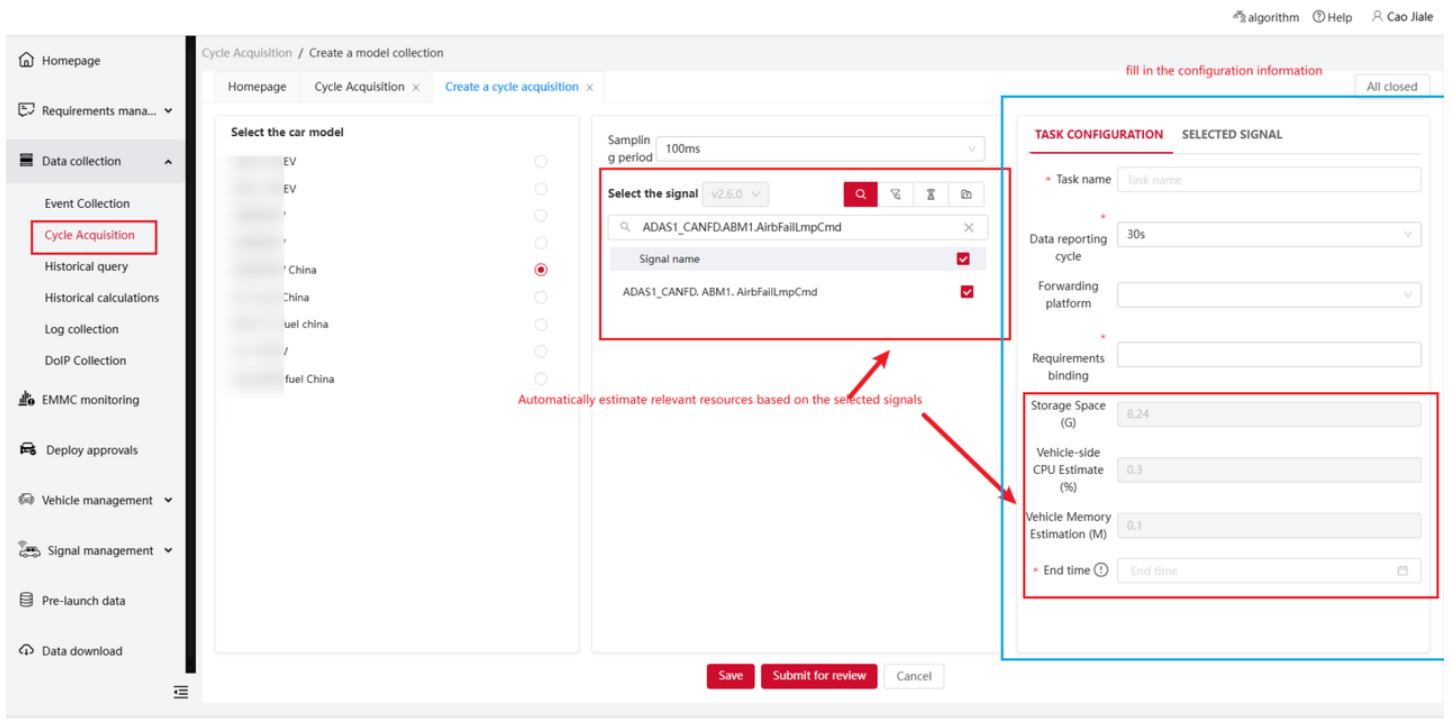 algorithm Help Cao Jiale
Homepage
Requirements mana...
Data collection
Event Collection
Cycle Acquisition
Historical query
Historical calculations
Log collection
DoIP Collection
EMMC monitoring
Deploy approvals
Vehicle management
Signal management
Pre-launch data
Data download
Cycle Acquisition / Create a model collection
Homepage Cycle Acquisition × Create a cycle acquisition ×
fill in the configuration information
All closed
Select the car model
EV
EV
China
China
uel china
fuel China
Samplin
g period
100ms
Select the signal v2.6.0
ADAS1_CANFD.ABM1.AirbFailLmpCmd
Signal name
ADAS1_CANFD. ABM1. AirbFailLmpCmd
Automatically estimate relevant resources based on the selected signals
TASK CONFIGURATION SELECTED SIGNAL
* Task name Task name
*
Data reporting
cycle
30s
Forwarding
platform
*
Requirements
binding
Storage Space
(G)
8.24
Vehicle-side
CPU Estimate
(%)
0.3
Vehicle Memory
Estimation (M)
0.1
* End time End time
Save Submit for review Cancel